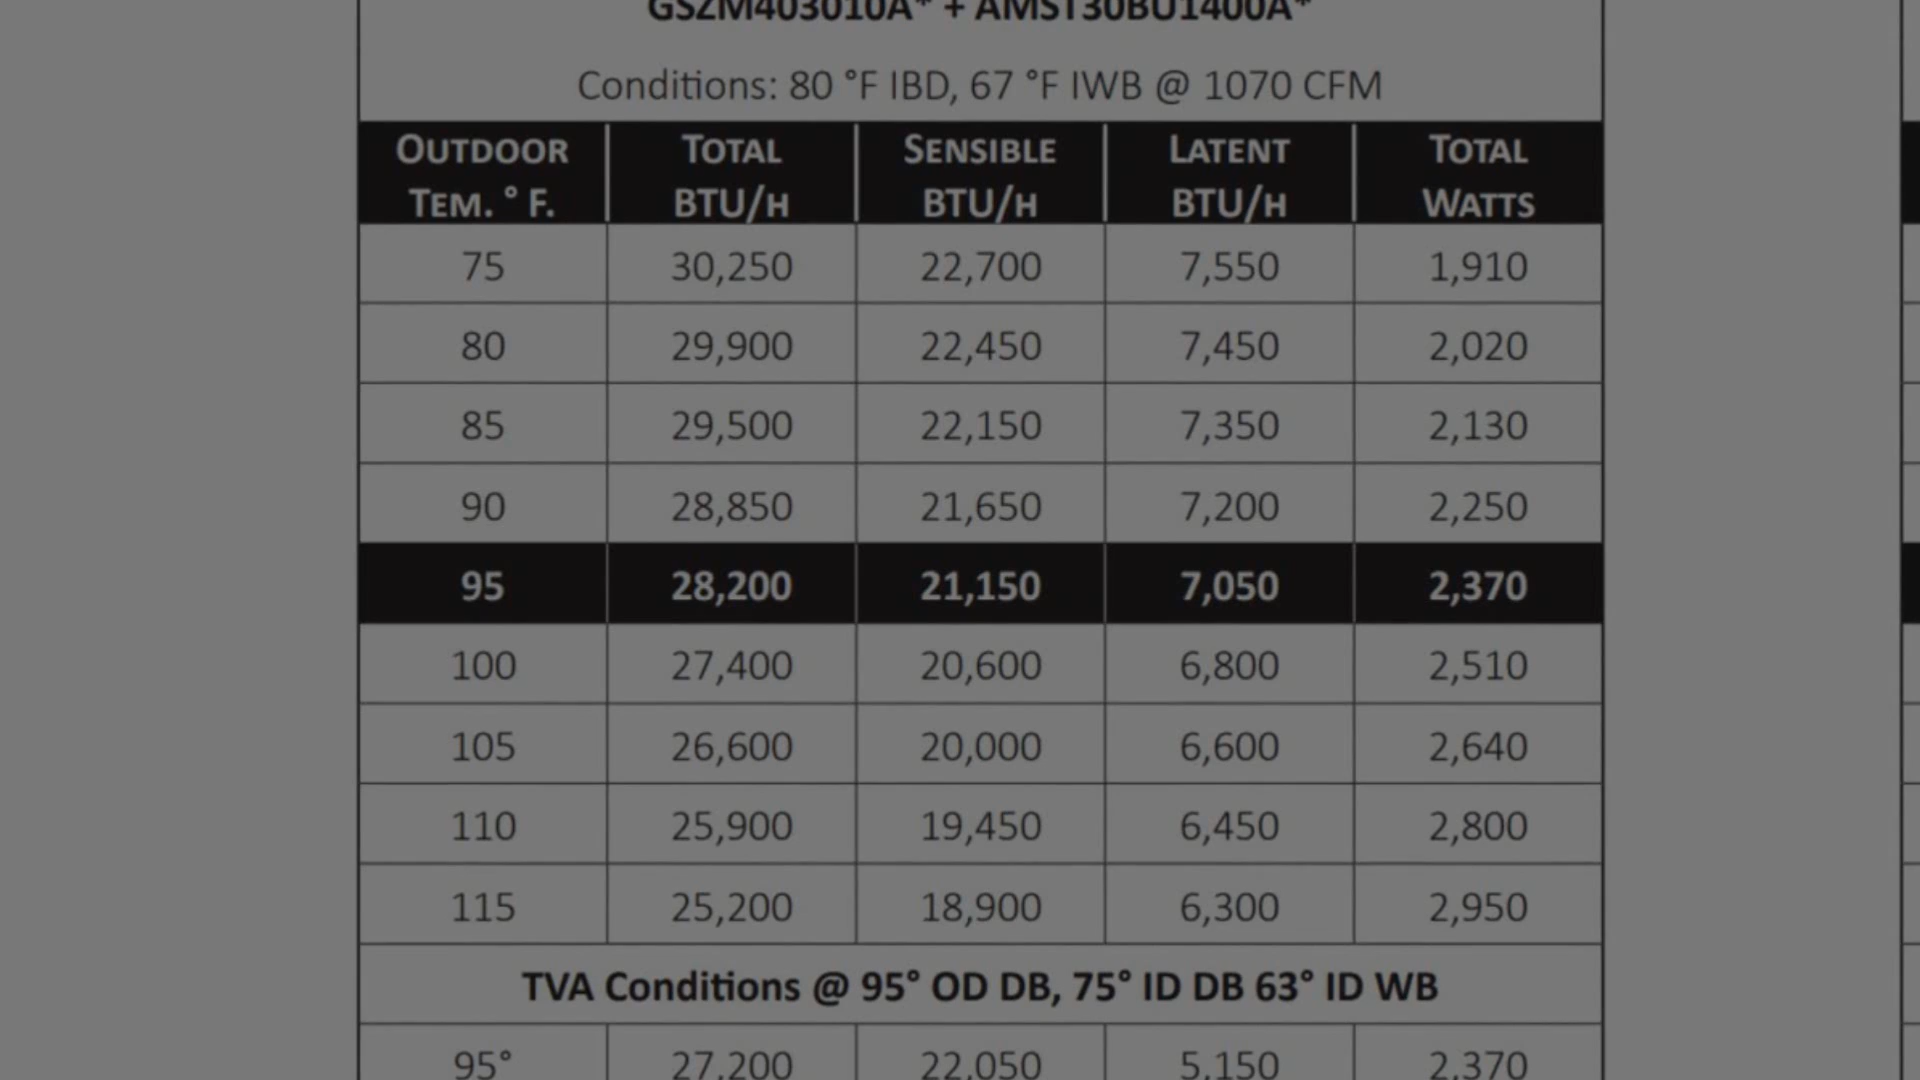 GSZM403010A* + AMST30BU1400A*
Conditions: 80 °F IBD, 67 °F IWB @ 1070 CFM
OUTDOOR TEM. ° F. TOTAL BTU/H SENSIBLE BTU/H LATENT BTU/H TOTAL WATTS
75 30,250 22,700 7,550 1,910
80 29,900 22,450 7,450 2,020
85 29,500 22,150 7,350 2,130
90 28,850 21,650 7,200 2,250
95 28,200 21,150 7,050 2,370
100 27,400 20,600 6,800 2,510
105 26,600 20,000 6,600 2,640
110 25,900 19,450 6,450 2,800
115 25,200 18,900 6,300 2,950
TVA Conditions @ 95° OD DB, 75° ID DB 63° ID WB
95° 27,200 22,050 5,150 2,370